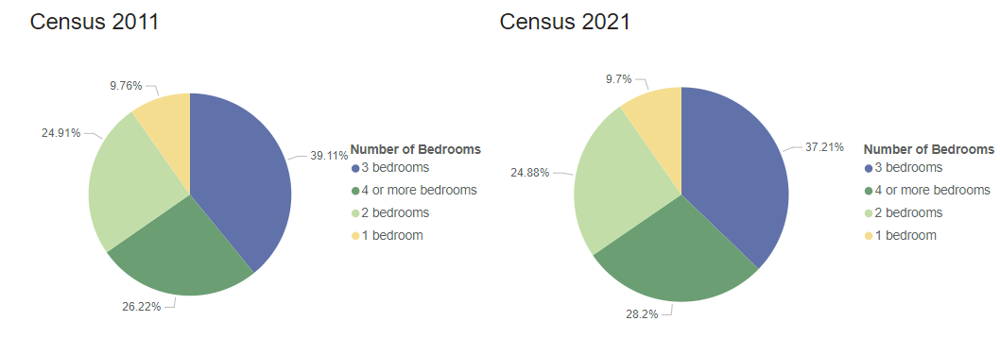 Census 2011
9.76%
24.91%
39.11%
26.22%
Number of Bedrooms
3 bedrooms
4 or more bedrooms
2 bedrooms
1 bedroom
Census 2021
9.7%
24.88%
37.21%
28.2%
Number of Bedrooms
3 bedrooms
4 or more bedrooms
2 bedrooms
1 bedroom